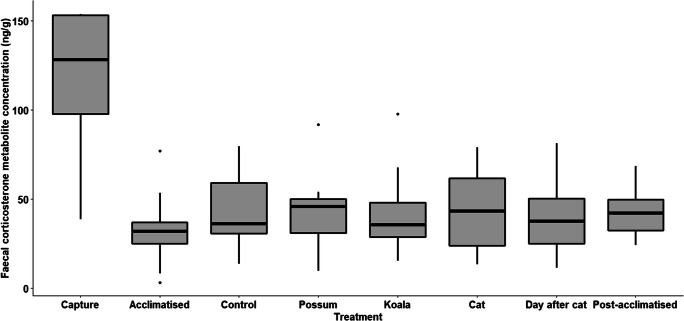 Faecal corticosterone metabolite concentration (ng/g)
150
100
50
0
Capture Acclimatised Control Possum Koala Cat Day after cat Post-acclimatised
Treatment